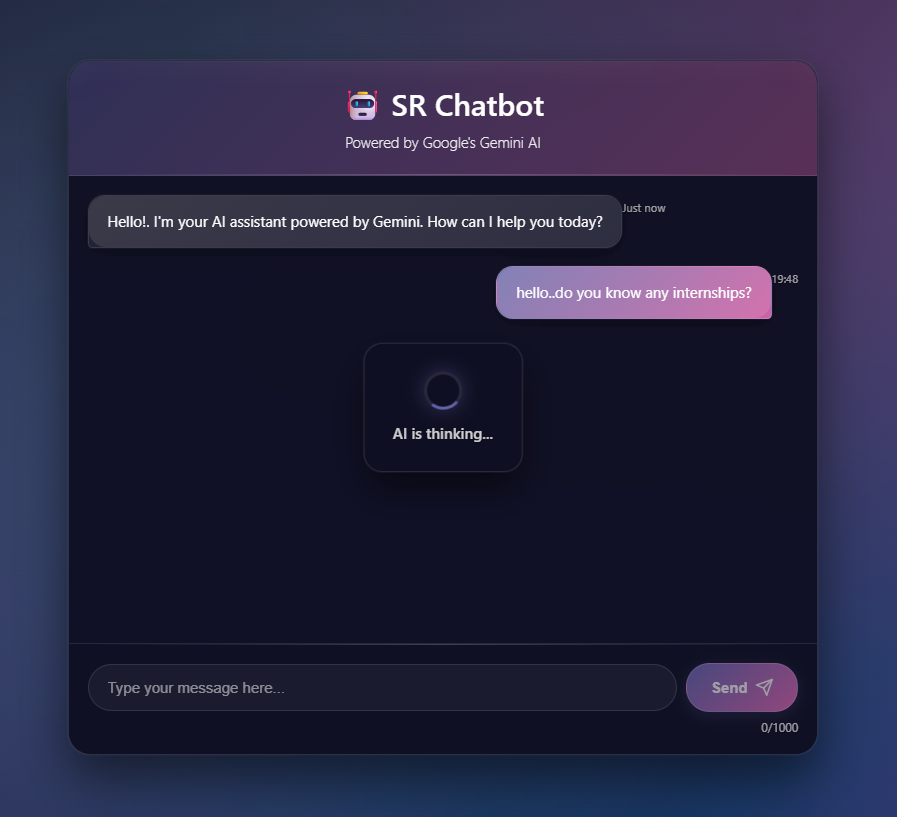 SR Chatbot
Powered by Google's Gemini AI
Hello!. I'm your AI assistant powered by Gemini. How can I help you today?
Just now
hello..do you know any internships?
19:48
AI is thinking...
Type your message here...
Send
0/1000